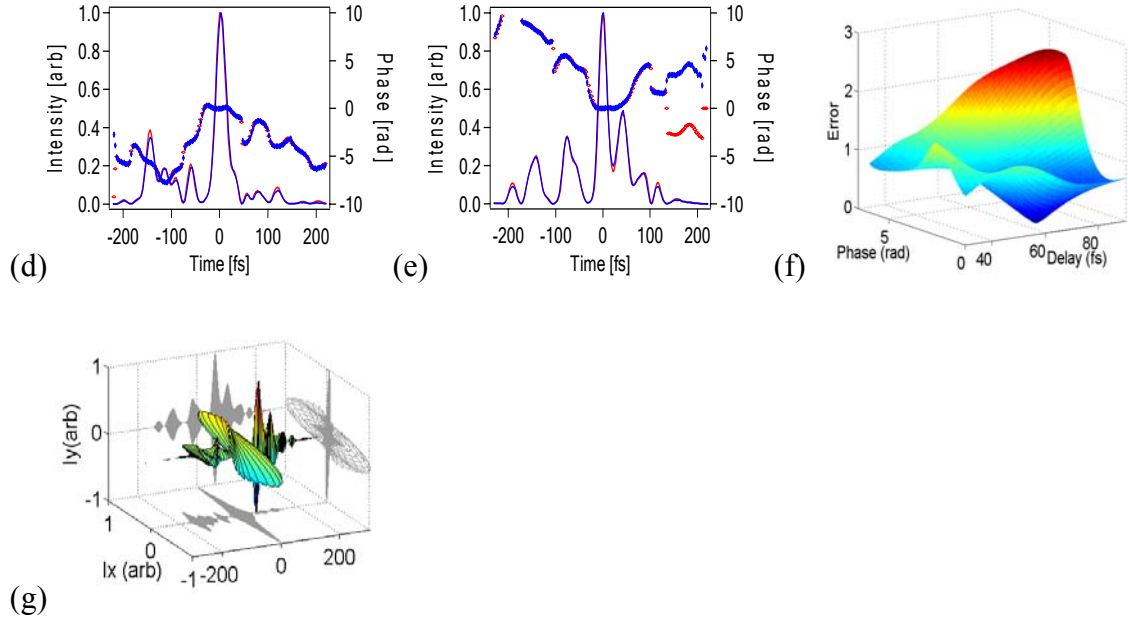 1.0
0.8
0.6
0.4
0.2
0.0
Intensity [arb]
10
5
0
-5
-10
Phase [rad]
-200 -100 0 100 200
Time [fs]
(d)
1.0
0.8
0.6
0.4
0.2
0.0
Intensity [arb]
10
5
0
-5
-10
Phase [rad]
-200 -100 0 100 200
Time [fs]
(e)
3
2
1
0
Error
5
0
Phase (rad)
40 60 80
Delay (fs)
(f)
1
0
-1
Iy(arb)
1
0
-1
Ix (arb)
-200 0 200
(g)